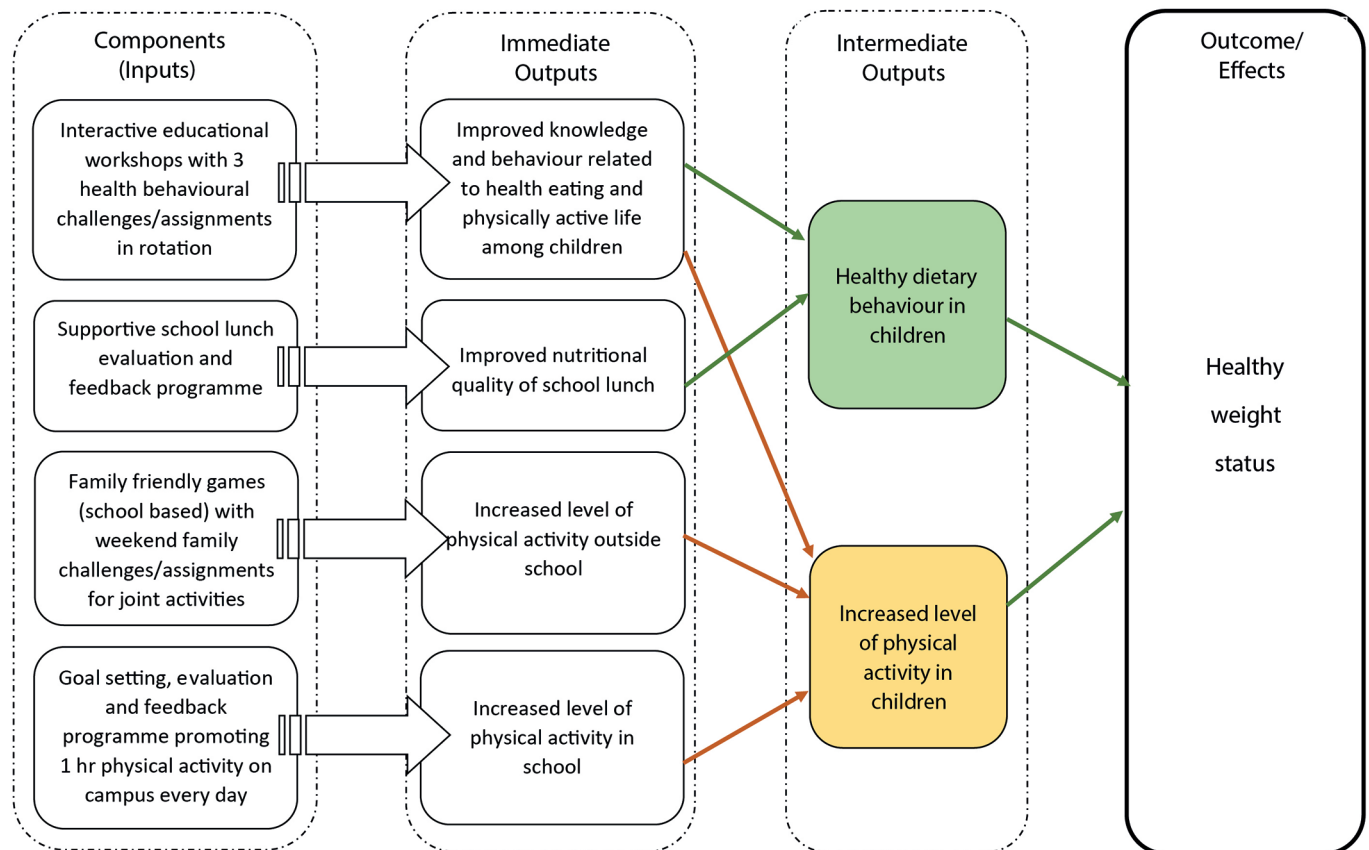 Components
(Inputs)
Interactive educational
workshops with 3
health behavioural
challenges/assignments
in rotation
Supportive school lunch
evaluation and
feedback programme
Family friendly games
(school based) with
weekend family
challenges/assignments
for joint activities
Goal setting, evaluation
and feedback
programme promoting
1 hr physical activity on
campus every day
Immediate
Outputs
Improved knowledge
and behaviour related
to health eating and
physically active life
among children
Improved nutritional
quality of school lunch
Increased level of
physical activity outside
school
Increased level of
physical activity in
school
Intermediate
Outputs
Healthy dietary
behaviour in
children
Increased level
of physical
activity in
children
Outcome/
Effects
Healthy
weight
status